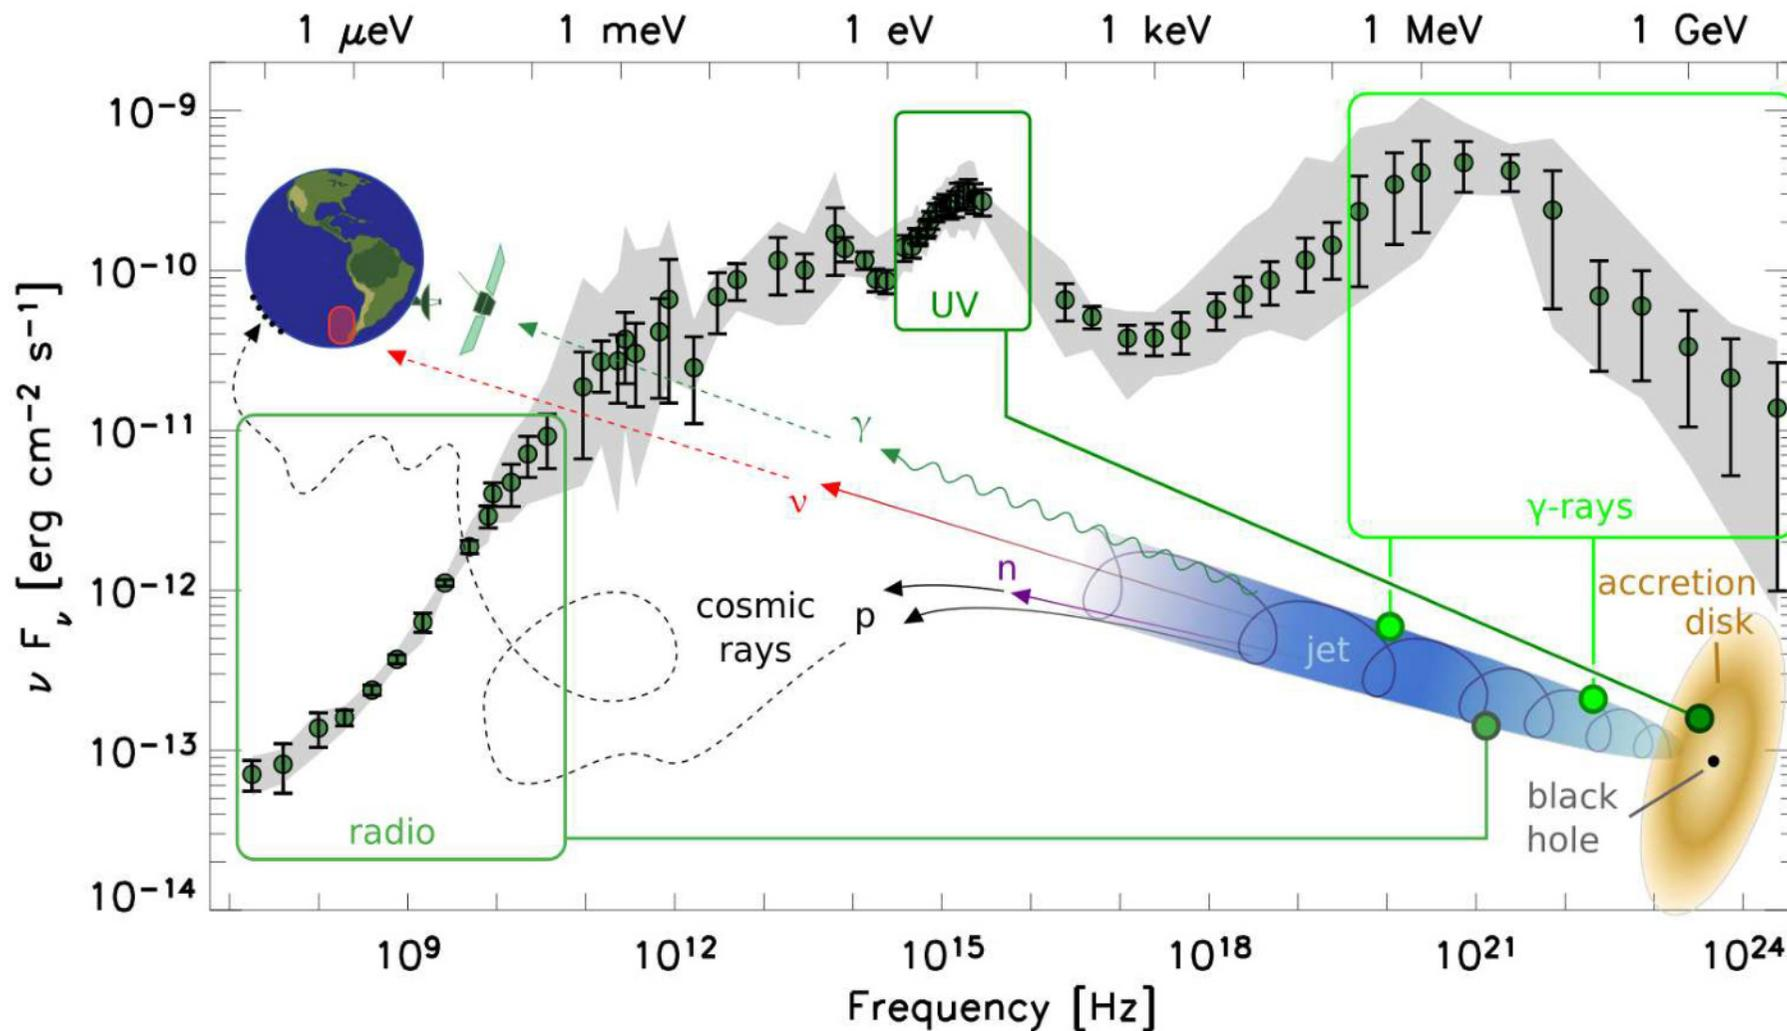 1 μeV 1 meV 1 eV 1 keV 1 MeV 1 GeV
10⁻⁹
10⁻¹⁰
10⁻¹¹
10⁻¹²
10⁻¹³
10⁻¹⁴
ν F_ν [erg cm⁻² s⁻¹]
UV
γ-rays
γ
ν
n
p
cosmic
rays
jet
accretion
disk
black
hole
radio
10⁹ 10¹² 10¹⁵ 10¹⁸ 10²¹ 10²⁴
Frequency [Hz]